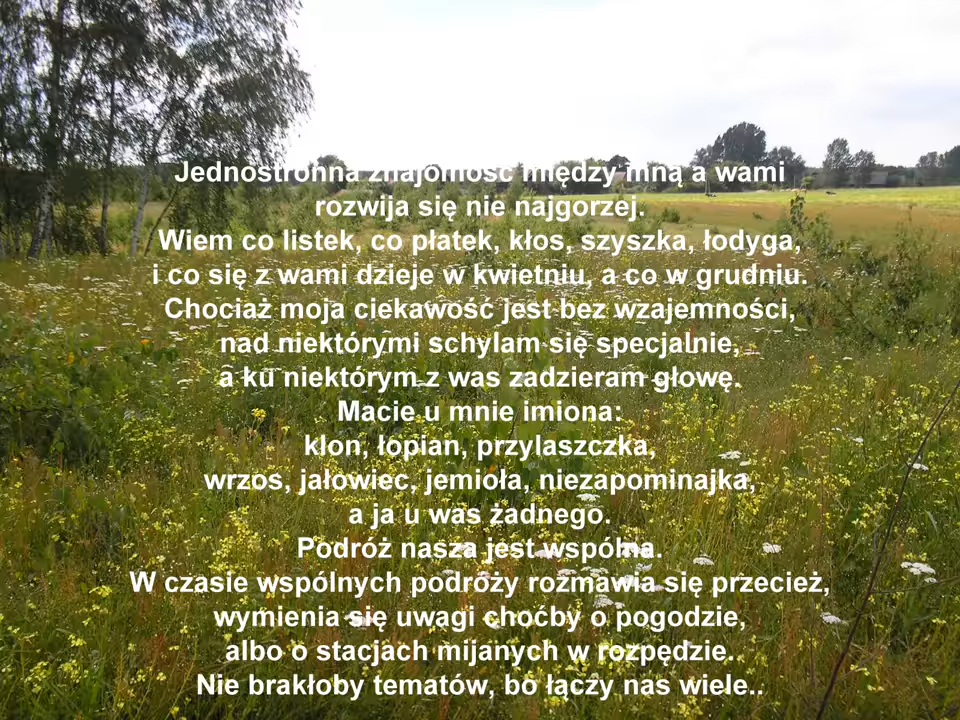 Jednostronna znajomość między mną a wami
rozwija się nie najgorzej.
Wiem co listek, co płatek, kłos, szyszka, łodyga,
i co się z wami dzieje w kwietniu, a co w grudniu.
Chociaż moja ciekawość jest bez wzajemności,
nad niektórymi schylam się specjalnie,
a ku niektórym z was zadzieram głowę.
Macie u mnie imiona:
klon, łopian, przylaszczka,
wrzos, jałowiec, jemioła, niezapominajka,
a ja u was żadnego.
Podróż nasza jest wspólna.
W czasie wspólnych podróży rozmawia się przecież,
wymienia się uwagi choćby o pogodzie,
albo o stacjach mijanych w rozpędzie.
Nie brakłoby tematów, bo łączy nas wiele..